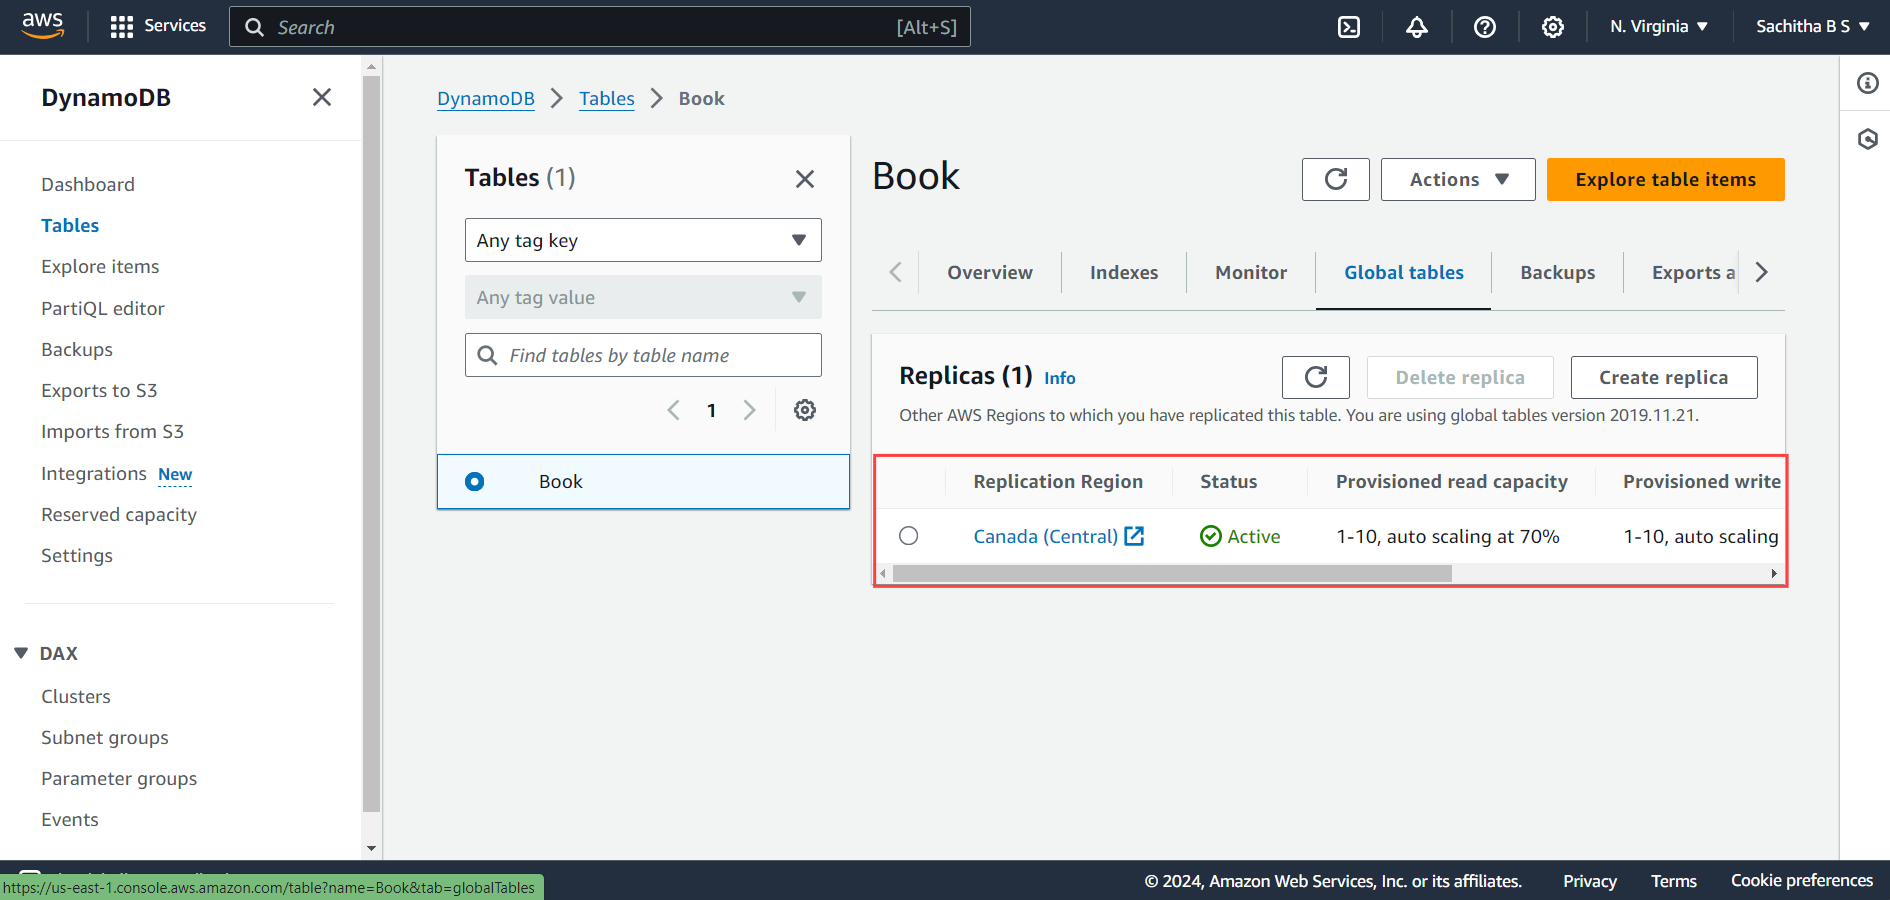 aws
Services
Search
[Alt+S]
N. Virginia
Sachitha B S
DynamoDB
Dashboard
Tables
Explore items
PartiQL editor
Backups
Exports to S3
Imports from S3
Integrations New
Reserved capacity
Settings
DAX
Clusters
Subnet groups
Parameter groups
Events
DynamoDB
Tables
Book
Tables (1)
Any tag key
Any tag value
Find tables by table name
1
Book
Book
Actions
Explore table items
Overview
Indexes
Monitor
Global tables
Backups
Exports a
Replicas (1) Info
Delete replica
Create replica
Other AWS Regions to which you have replicated this table. You are using global tables version 2019.11.21.
Replication Region
Status
Provisioned read capacity
Provisioned write
Canada (Central)
Active
1-10, auto scaling at 70%
1-10, auto scaling
https://us-east-1.console.aws.amazon.com/table?name=Book&tab=globalTables
© 2024, Amazon Web Services, Inc. or its affiliates.
Privacy
Terms
Cookie preferences